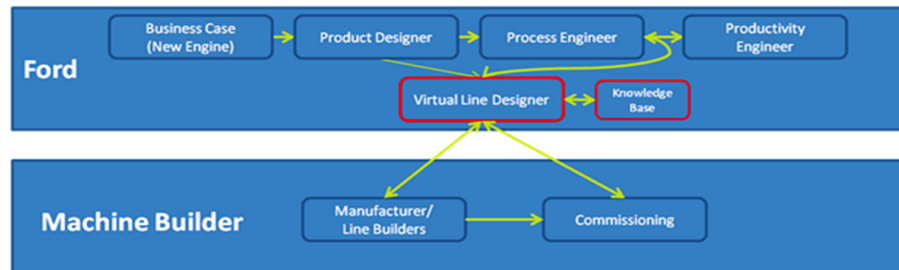 Business Case
(New Engine)
Product Designer
Process Engineer
Productivity
Engineer
Ford
Virtual Line Designer
Knowledge
Base
Machine Builder
Manufacturer/
Line Builders
Commissioning